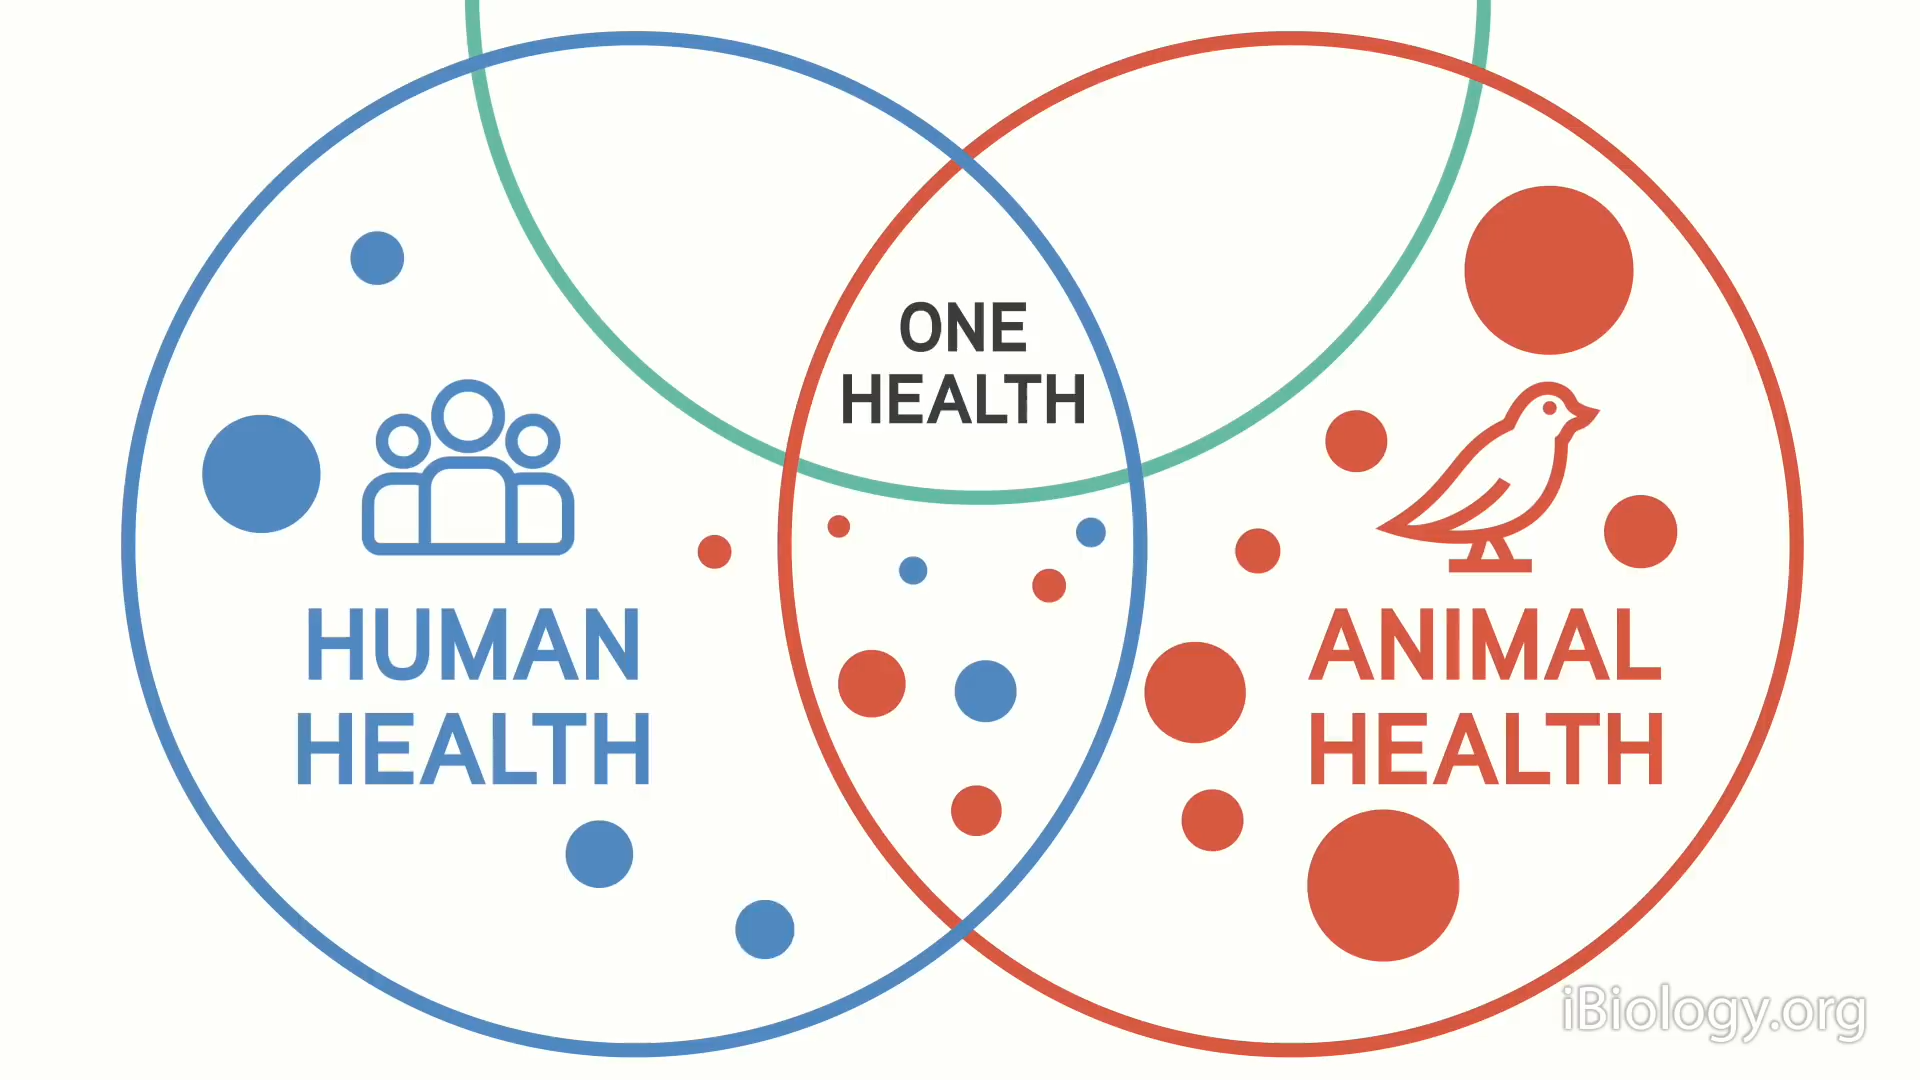 ONE
HEALTH
HUMAN
HEALTH
ANIMAL
HEALTH
iBiology.org